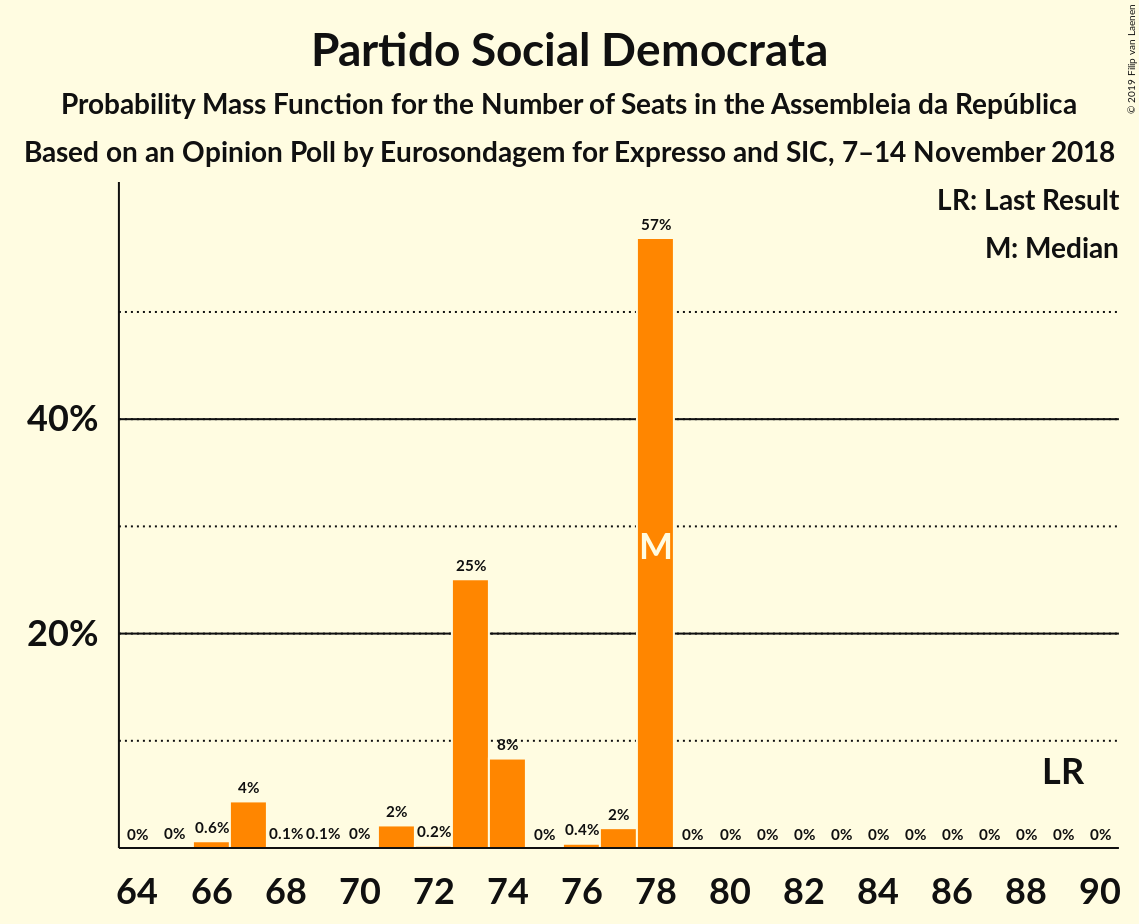 © 2019 Filip van Laenen
Partido Social Democrata
Probability Mass Function for the Number of Seats in the Assembleia da República
Based on an Opinion Poll by Eurosondagem for Expresso and SIC, 7–14 November 2018
LR: Last Result
M: Median
40%
20%
0% 0% 0.6% 4% 0.1% 0.1% 0% 2% 0.2% 25% 8% 0% 0.4% 2% 57% 0% 0% 0% 0% 0% 0% 0% 0% 0% 0% 0% 0%
M
LR
64 66 68 70 72 74 76 78 80 82 84 86 88 90